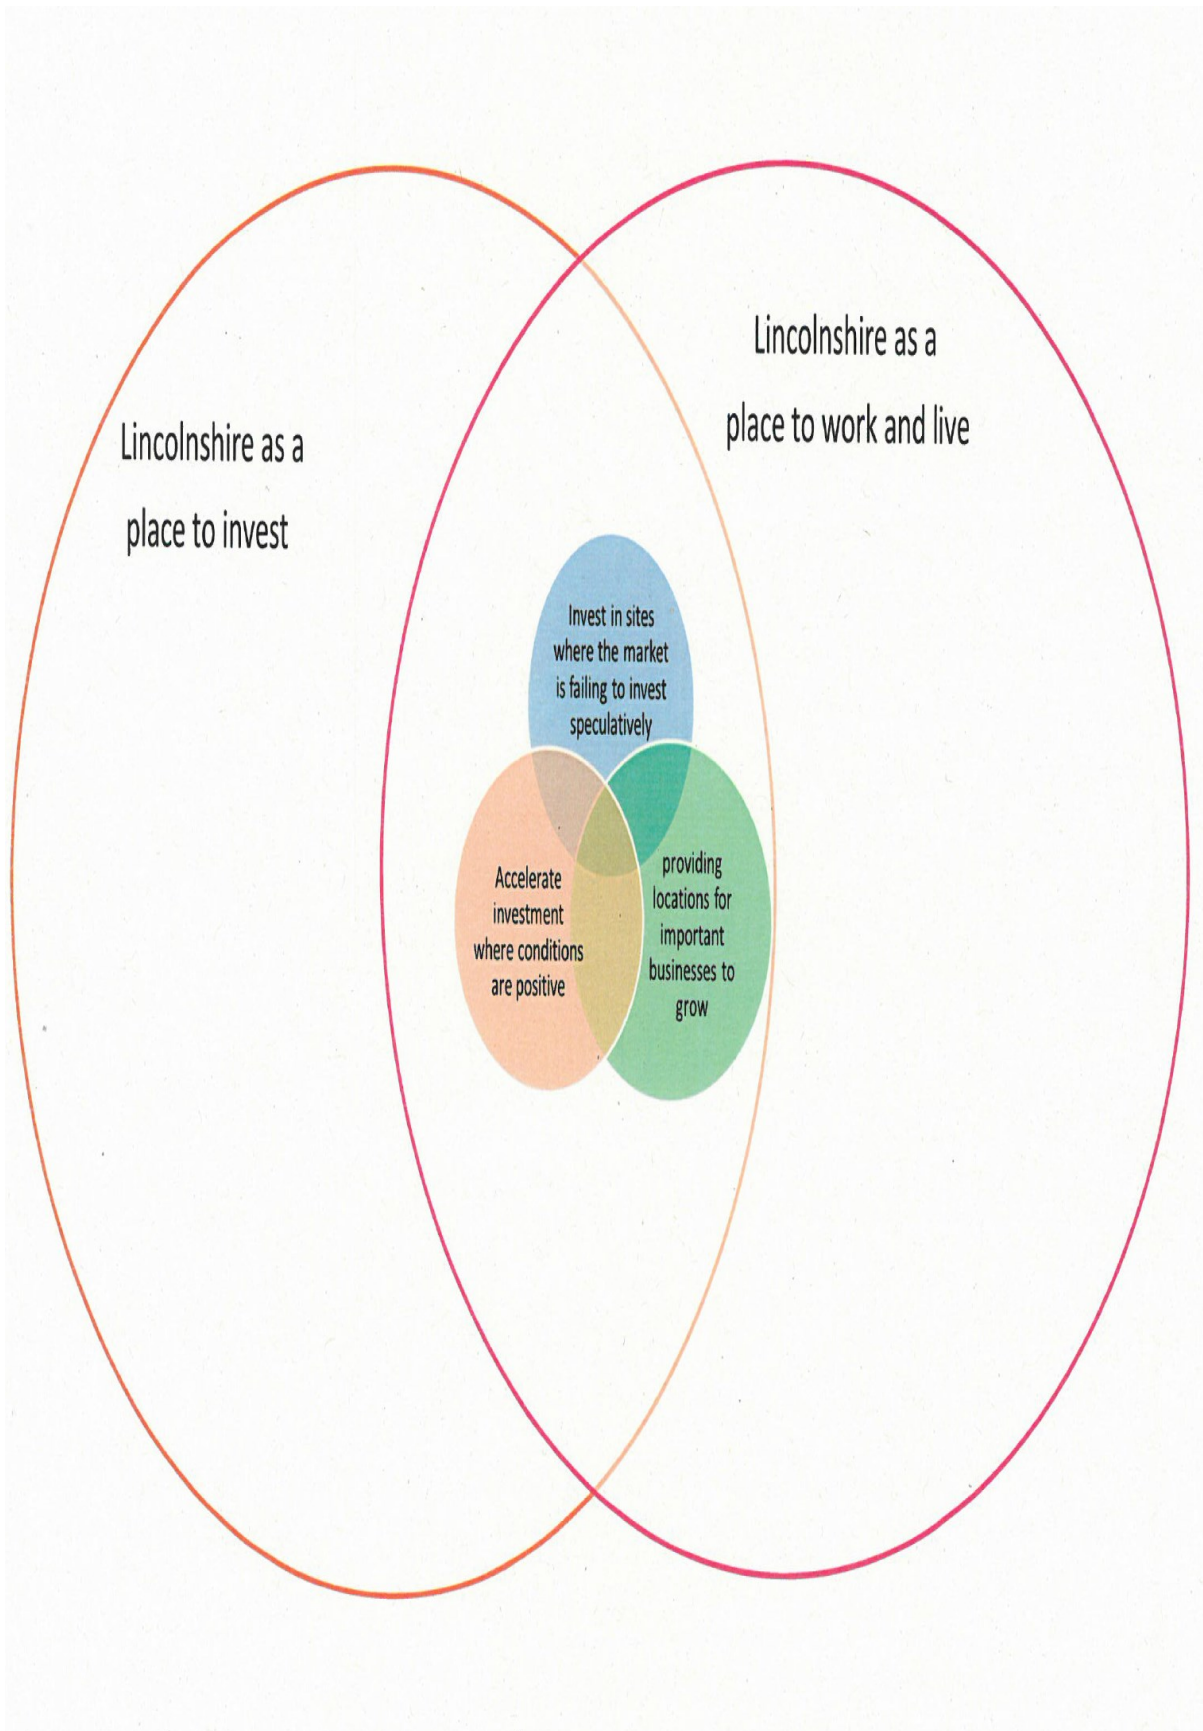 Lincolnshire as a
place to work and live
Lincolnshire as a
place to invest
Invest in sites
where the market
is failing to invest
speculatively
Accelerate
investment
where conditions
are positive
providing
locations for
important
businesses to
grow